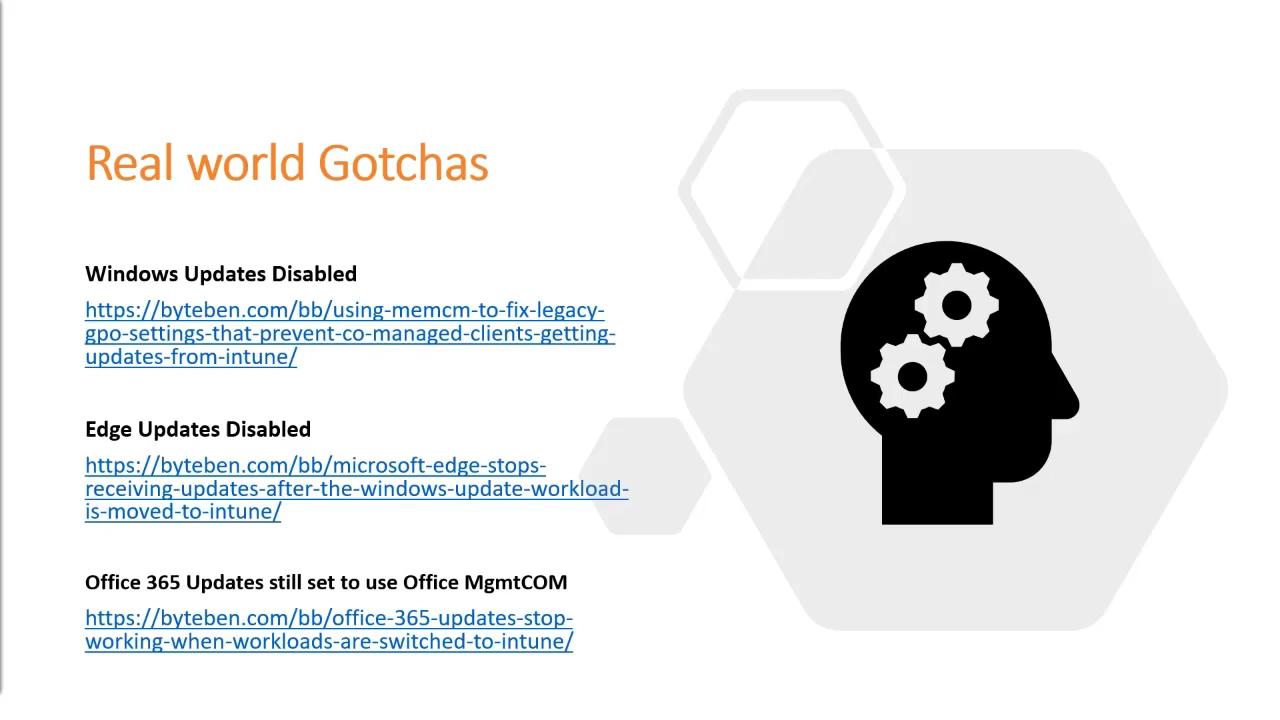 Real world Gotchas
Windows Updates Disabled
https://byteben.com/bb/using-memcm-to-fix-legacy-
gpo-settings-that-prevent-co-managed-clients-getting-
updates-from-intune/
Edge Updates Disabled
https://byteben.com/bb/microsoft-edge-stops-
receiving-updates-after-the-windows-update-workload-
is-moved-to-intune/
Office 365 Updates still set to use Office MgmtCOM
https://byteben.com/bb/office-365-updates-stop-
working-when-workloads-are-switched-to-intune/